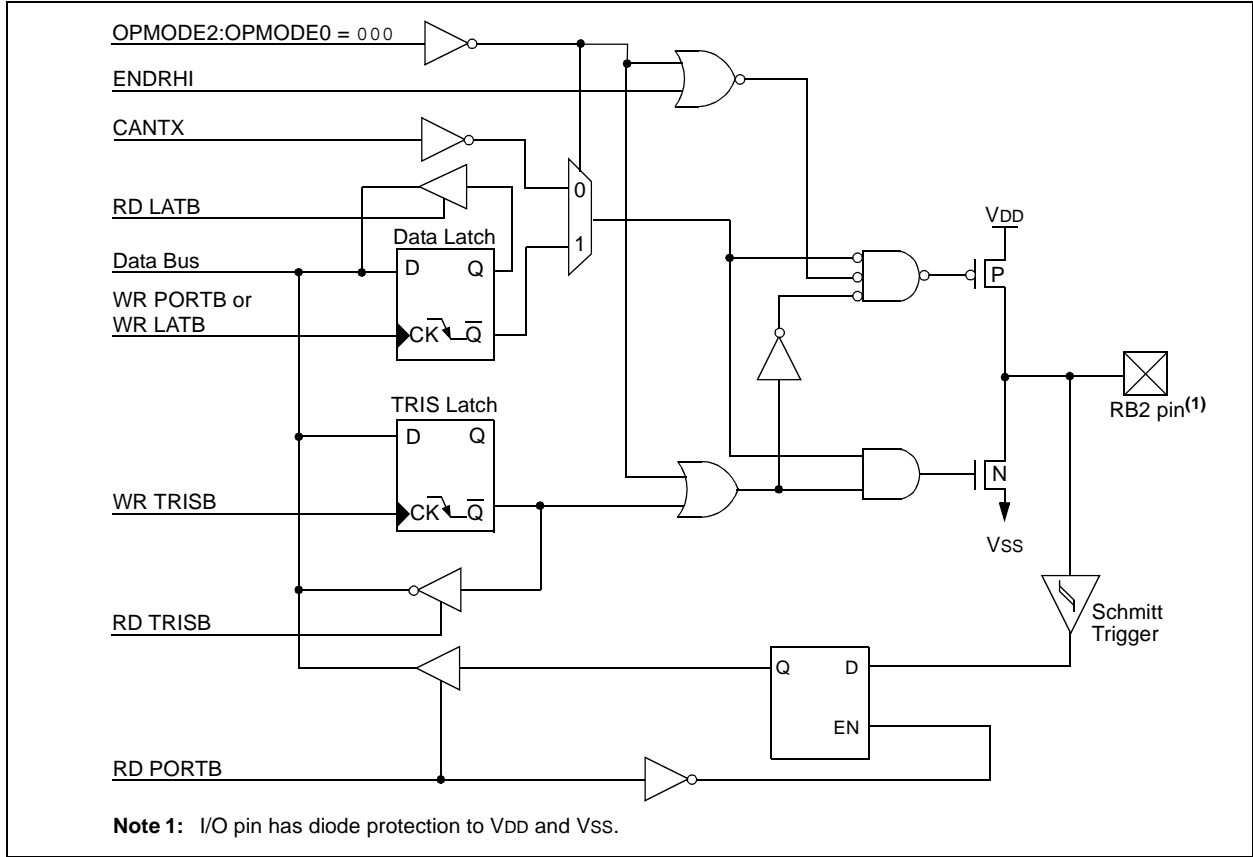 OPMODE2:OPMODE0 = 000
ENDRHI
CANTX
0
RD LATB
VDD
Data Latch
1
Data Bus
D Q
P
WR PORTB or
WR LATB
CK Q
RB2 pin(1)
TRIS Latch
D Q
N
WR TRISB
CK Q
VSS
RD TRISB
Schmitt
Trigger
Q D
EN
RD PORTB
Note 1: I/O pin has diode protection to VDD and VSS.